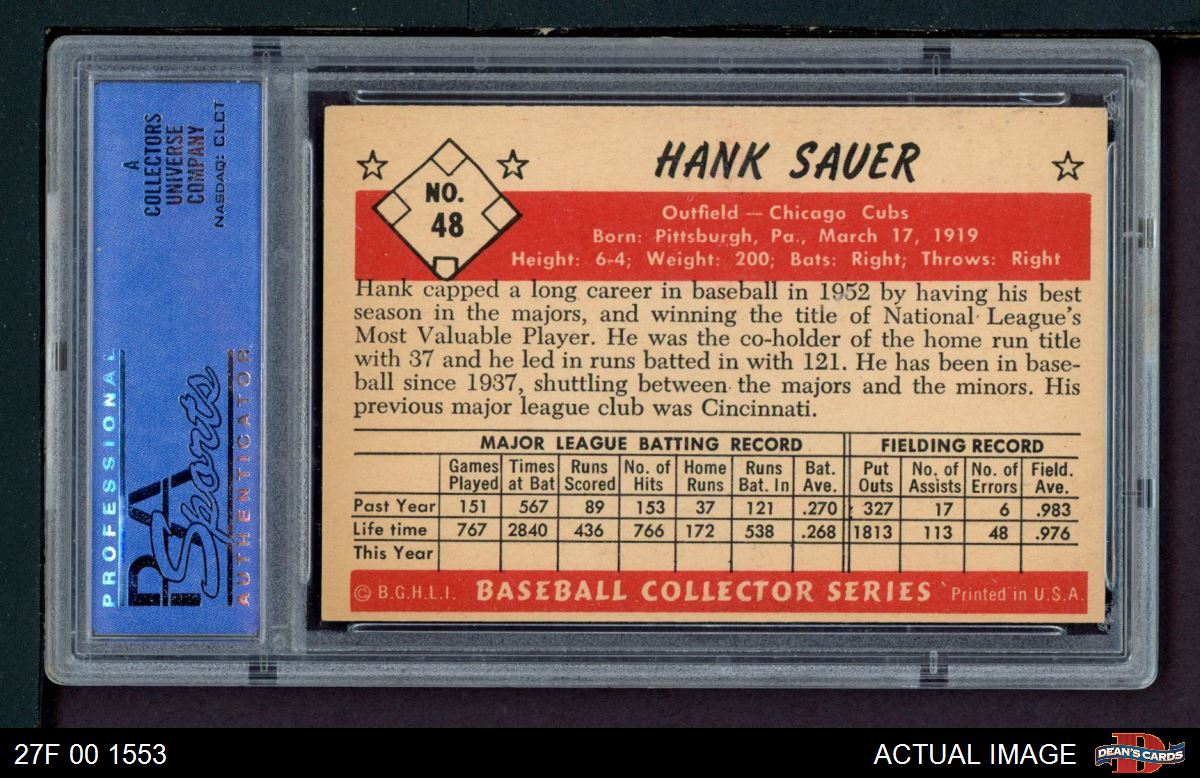 A
COLLECTORS
UNIVERSE
COMPANY
NASDAQ: CLCT
PROFESSIONAL
PSA
Sports
AUTHENTICATOR
HANK SAUER
NO.
48
Outfield — Chicago Cubs
Born: Pittsburgh, Pa., March 17, 1919
Height: 6-4; Weight: 200; Bats: Right; Throws: Right
Hank capped a long career in baseball in 1952 by having his best
season in the majors, and winning the title of National League's
Most Valuable Player. He was the co-holder of the home run title
with 37 and he led in runs batted in with 121. He has been in base-
ball since 1937, shuttling between the majors and the minors. His
previous major league club was Cincinnati.
MAJOR LEAGUE BATTING RECORD FIELDING RECORD
Games Times Runs No. of Home Runs Bat. Put No. of No. of Field.
Played at Bat Scored Hits Runs Bat. In Ave. Outs Assists Errors Ave.
Past Year 151 567 89 153 37 121 .270 327 17 6 .983
Life time 767 2840 436 766 172 538 .268 1813 113 48 .976
This Year
© B.G.H.L.I. BASEBALL COLLECTOR SERIES Printed in U.S.A.
27F 00 1553 ACTUAL IMAGE DEAN'S CARDS